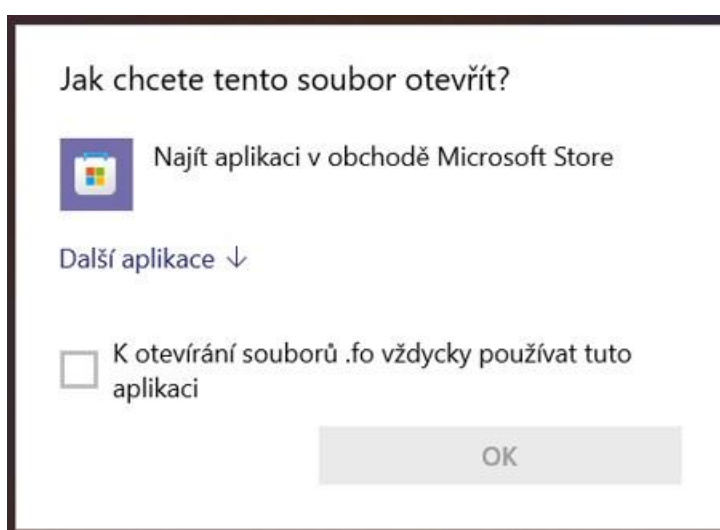 Jak chcete tento soubor otevřít?
Najít aplikaci v obchodě Microsoft Store
Další aplikace ↓
K otevírání souborů .fo vždycky používat tuto
aplikaci
OK